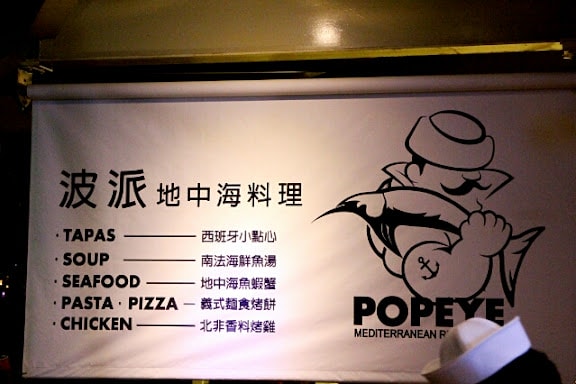 波派 地中海料理
· TAPAS —— 西班牙小點心
· SOUP —— 南法海鮮魚湯
· SEAFOOD —— 地中海魚蝦蟹
· PASTA · PIZZA — 義式麵食烤餅
· CHICKEN —— 北非香料烤雞
POPEYE
MEDITERRANEAN